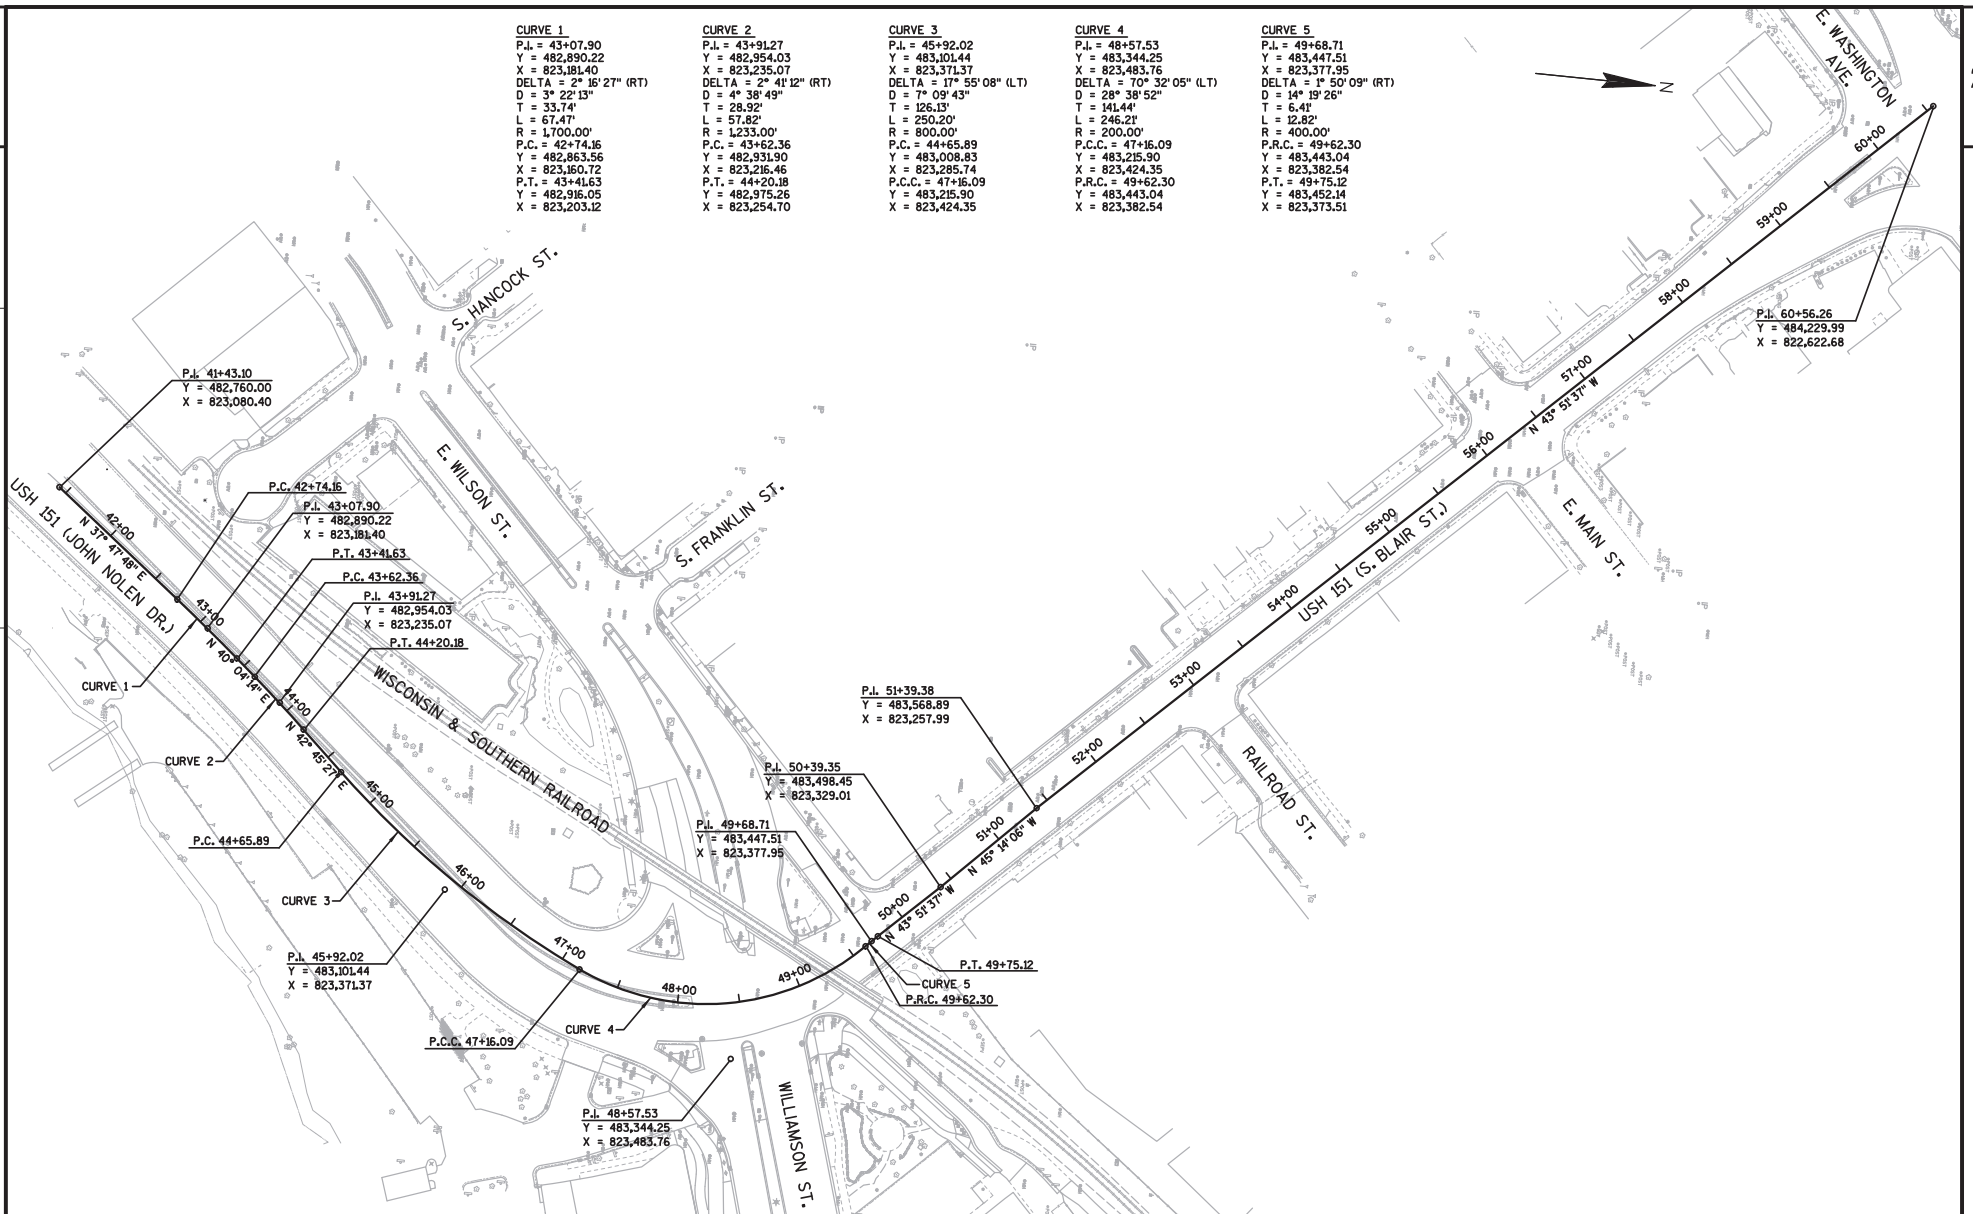 CURVE 1
P.I. = 43+07.90
Y = 482,890.22
X = 823,181.40
DELTA = 2° 16'27" (RT)
D = 3° 22'13"
T = 33.74'
L = 67.47'
R = 1,700.00'
P.C. = 42+74.16
Y = 482,863.56
X = 823,160.72
P.T. = 43+41.63
Y = 482,916.05
X = 823,203.12
CURVE 2
P.I. = 43+91.27
Y = 482,954.03
X = 823,235.07
DELTA = 2° 41'12" (RT)
D = 4° 38'49"
T = 28.92'
L = 57.82'
R = 1,233.00'
P.C. = 43+62.36
Y = 482,931.90
X = 823,216.46
P.T. = 44+20.18
Y = 482,975.26
X = 823,254.70
CURVE 3
P.I. = 45+92.02
Y = 483,101.44
X = 823,371.37
DELTA = 17° 55'08" (LT)
D = 7° 09'43"
T = 126.13'
L = 250.20'
R = 800.00'
P.C. = 44+65.89
Y = 483,008.83
X = 823,285.74
P.C.C. = 47+16.09
Y = 483,215.90
X = 823,424.35
CURVE 4
P.I. = 48+57.53
Y = 483,344.25
X = 823,483.76
DELTA = 70° 32'05" (LT)
D = 28° 38'52"
T = 141.44'
L = 246.21'
R = 200.00'
P.C.C. = 47+16.09
Y = 483,215.90
X = 823,424.35
P.R.C. = 49+62.30
Y = 483,443.04
X = 823,382.54
CURVE 5
P.I. = 49+68.71
Y = 483,447.51
X = 823,377.95
DELTA = 1° 50'09" (RT)
D = 14° 19'26"
T = 6.41'
L = 12.82'
R = 400.00'
P.R.C. = 49+62.30
Y = 483,443.04
X = 823,382.54
P.T. = 49+75.12
Y = 483,452.14
X = 823,373.51
N
E. WASHINGTON
AVE.
60+00
59+00
58+00
57+00
56+00
55+00
54+00
53+00
52+00
51+00
50+00
49+00
48+00
47+00
46+00
45+00
44+00
43+00
42+00
P.I. 60+56.26
Y = 484,229.99
X = 822,622.68
S. HANCOCK ST.
P.I. 41+43.10
Y = 482,760.00
X = 823,080.40
N 43° 51'37" W
E. WILSON ST.
S. FRANKLIN ST.
E. MAIN ST.
USH 151 (JOHN NOLEN DR.)
N 37° 47'48" E
P.C. 42+74.16
P.I. 43+07.90
Y = 482,890.22
X = 823,181.40
P.T. 43+41.63
P.C. 43+62.36
P.I. 43+91.27
Y = 482,954.03
X = 823,235.07
P.T. 44+20.18
USH 151 (S. BLAIR ST.)
CURVE 1
N 40° 04'14" E
WISCONSIN & SOUTHERN RAILROAD
P.I. 51+39.38
Y = 483,568.89
X = 823,257.99
CURVE 2
N 42° 45'27" E
P.I. 50+39.35
Y = 483,498.45
X = 823,329.01
RAILROAD ST.
P.C. 44+65.89
P.I. 49+68.71
Y = 483,447.51
X = 823,377.95
N 45° 14'06" W
CURVE 3
N 43° 51'37" W
P.I. 45+92.02
Y = 483,101.44
X = 823,371.37
P.T. 49+75.12
CURVE 5
P.R.C. 49+62.30
CURVE 4
P.C.C. 47+16.09
P.I. 48+57.53
Y = 483,344.25
X = 823,483.76
WILLIAMSON ST.